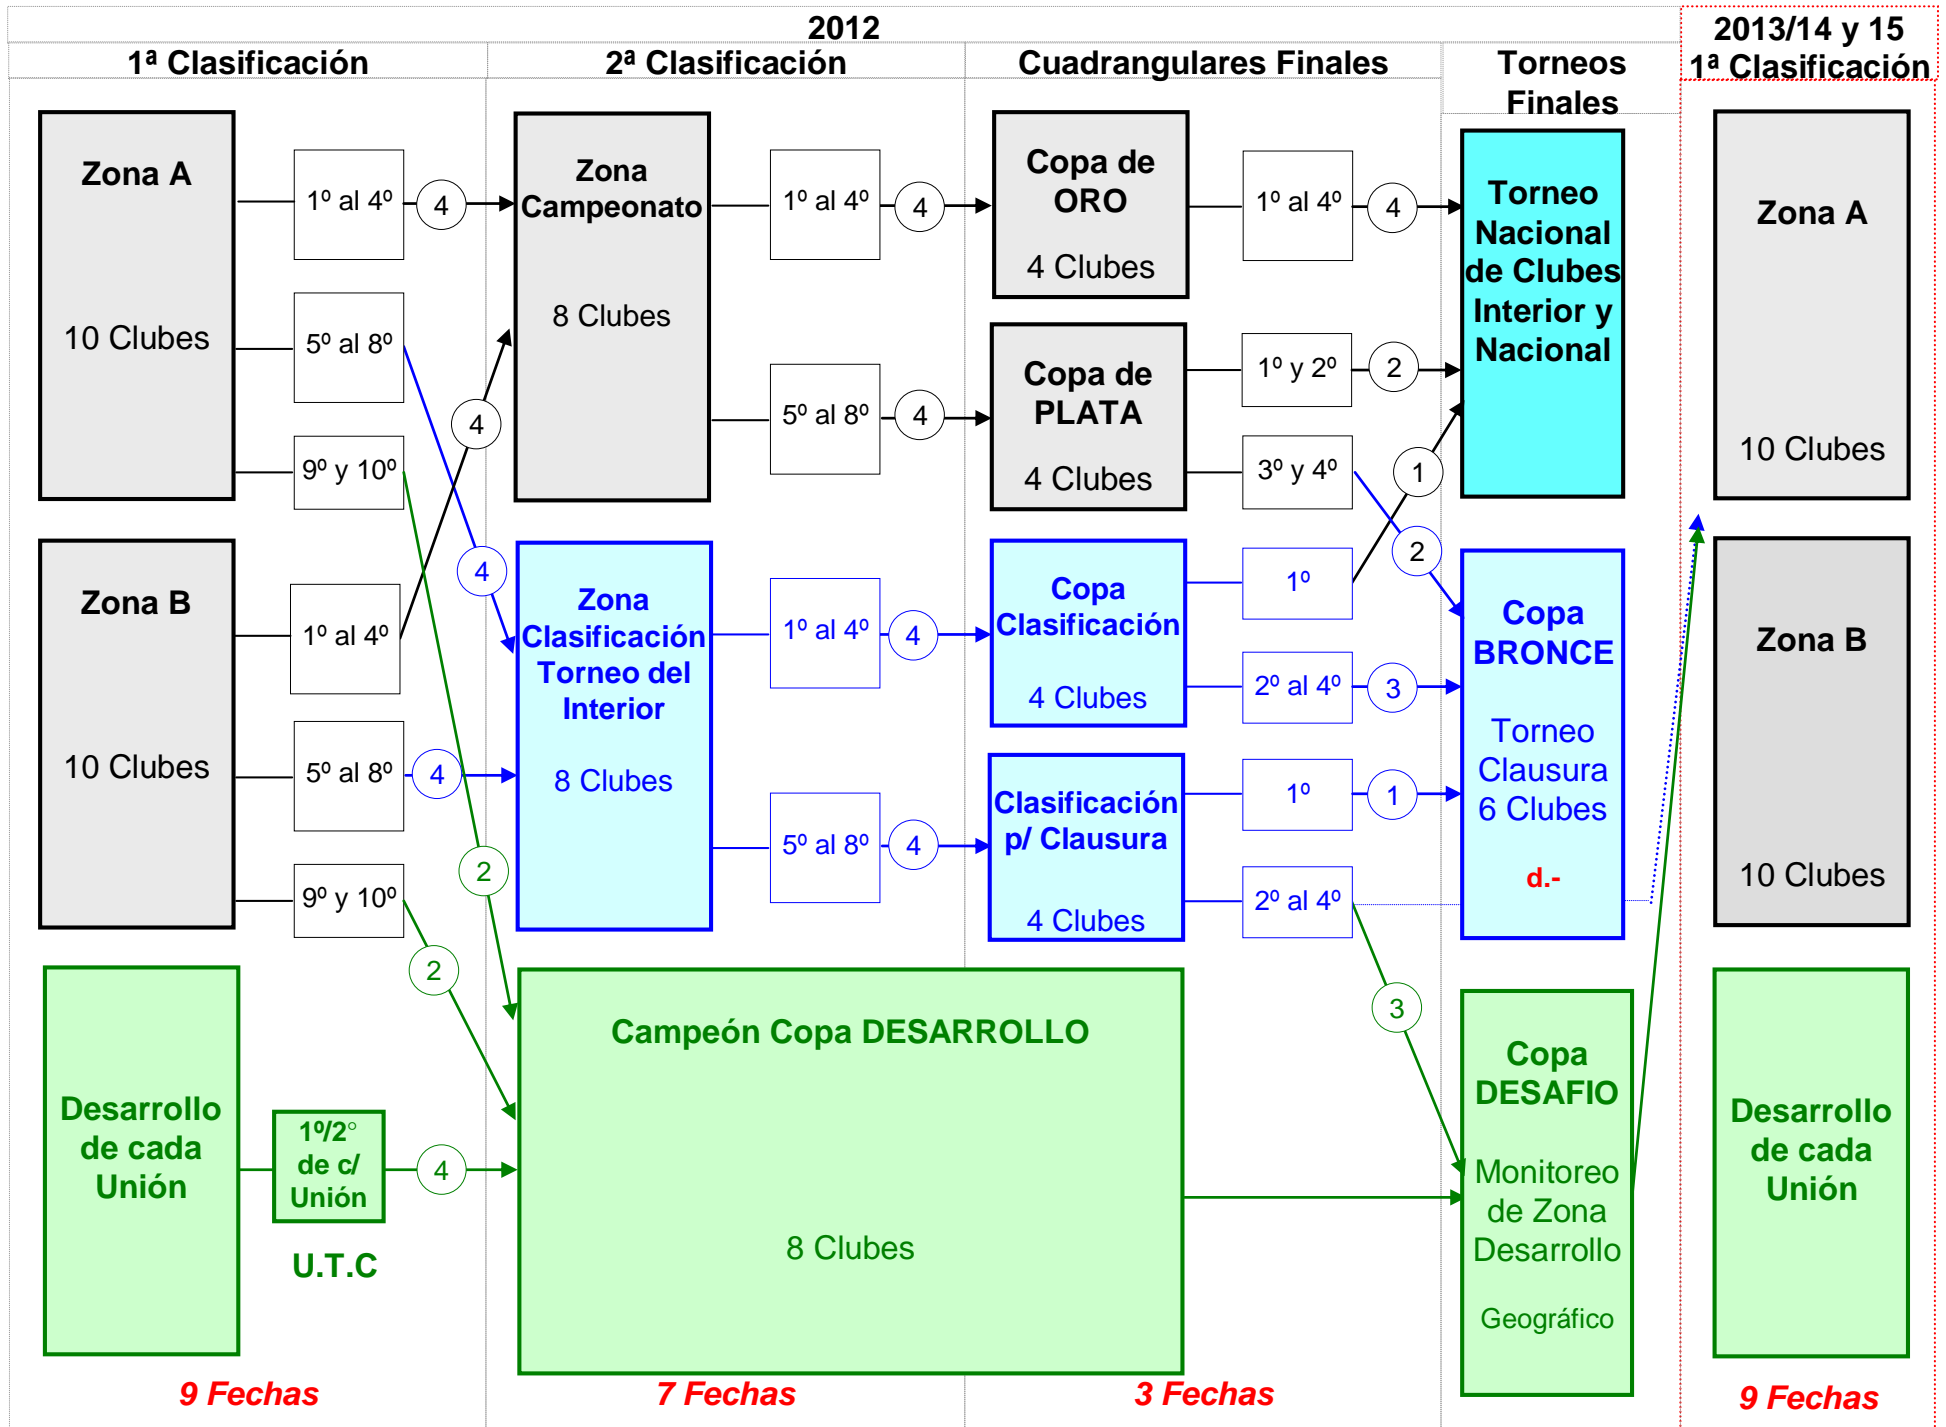 2012
2013/14 y 15
1ª Clasificación
1ª Clasificación
2ª Clasificación
Cuadrangulares Finales
Torneos
Finales
Zona A
10 Clubes
1º al 4º
4
5º al 8º
9º y 10º
4
4
2
Zona B
10 Clubes
1º al 4º
5º al 8º
4
9º y 10º
2
Desarrollo
de cada
Unión
1º/2°
de c/
Unión
4
U.T.C
9 Fechas
Zona
Campeonato
8 Clubes
1º al 4º
4
5º al 8º
4
Zona
Clasificación
Torneo del
Interior
8 Clubes
1º al 4º
4
5º al 8º
4
Campeón Copa DESARROLLO
8 Clubes
7 Fechas
Copa de
ORO
4 Clubes
1º al 4º
4
Copa de
PLATA
4 Clubes
1º y 2º
2
3º y 4º
2
Copa
Clasificación
4 Clubes
1º
1
2º al 4º
3
Clasificación
p/ Clausura
4 Clubes
1º
1
2º al 4º
3
3 Fechas
Torneo
Nacional
de Clubes
Interior y
Nacional
Copa
BRONCE
Torneo
Clausura
6 Clubes
d.-
Copa
DESAFIO
Monitoreo
de Zona
Desarrollo
Geográfico
Zona A
10 Clubes
Zona B
10 Clubes
Desarrollo
de cada
Unión
9 Fechas